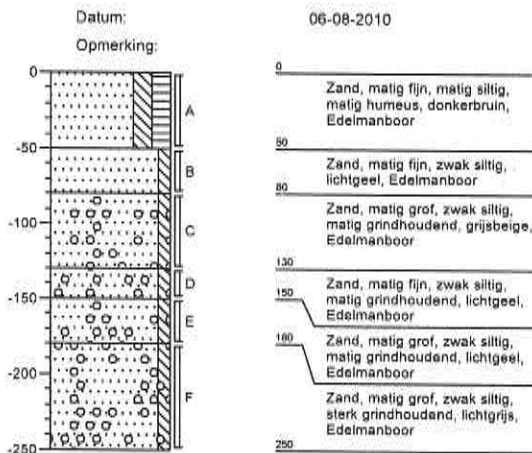 Datum: 06-08-2010
Opmerking:
0
-50
-100
-150
-200
-250
A
B
C
D
E
F
0
Zand, matig fijn, matig siltig,
matig humeus, donkerbruin,
Edelmanboor
50
Zand, matig fijn, zwak siltig,
lichtgeel, Edelmanboor
80
Zand, matig grof, zwak siltig,
matig grindhoudend, grijsbeige,
Edelmanboor
130
Zand, matig fijn, zwak siltig,
matig grindhoudend, lichtgeel,
Edelmanboor
150
Zand, matig grof, zwak siltig,
matig grindhoudend, lichtgeel,
Edelmanboor
180
Zand, matig grof, zwak siltig,
sterk grindhoudend, lichtgrijs,
Edelmanboor
250